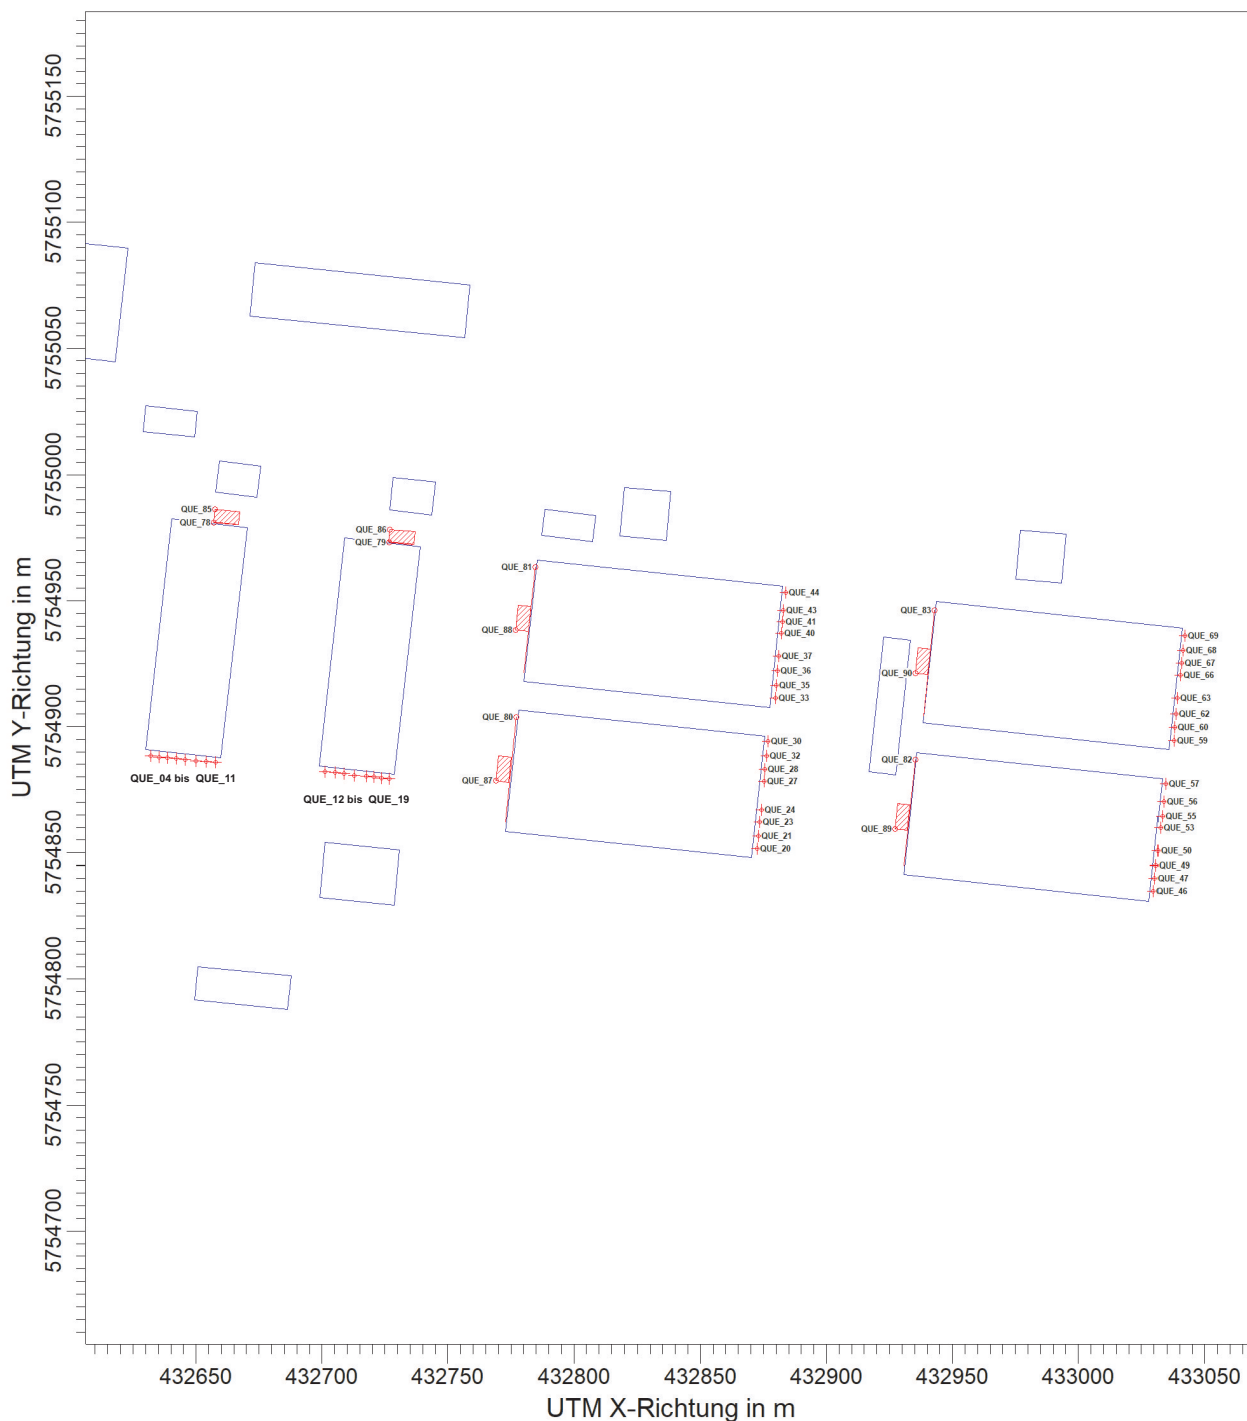 5755150
5755100
5755050
5755000
5754950
5754900
5754850
5754800
5754750
5754700
UTM Y-Richtung in m
QUE_85
QUE_78
QUE_04 bis QUE_11
QUE_86
QUE_79
QUE_12 bis QUE_19
QUE_81
QUE_88
QUE_44
QUE_43
QUE_41
QUE_40
QUE_37
QUE_36
QUE_35
QUE_33
QUE_80
QUE_87
QUE_30
QUE_32
QUE_28
QUE_27
QUE_24
QUE_23
QUE_21
QUE_20
QUE_83
QUE_90
QUE_69
QUE_68
QUE_67
QUE_66
QUE_63
QUE_62
QUE_60
QUE_59
QUE_82
QUE_89
QUE_57
QUE_56
QUE_55
QUE_53
QUE_50
QUE_49
QUE_47
QUE_46
432650 432700 432750 432800 432850 432900 432950 433000 433050
UTM X-Richtung in m